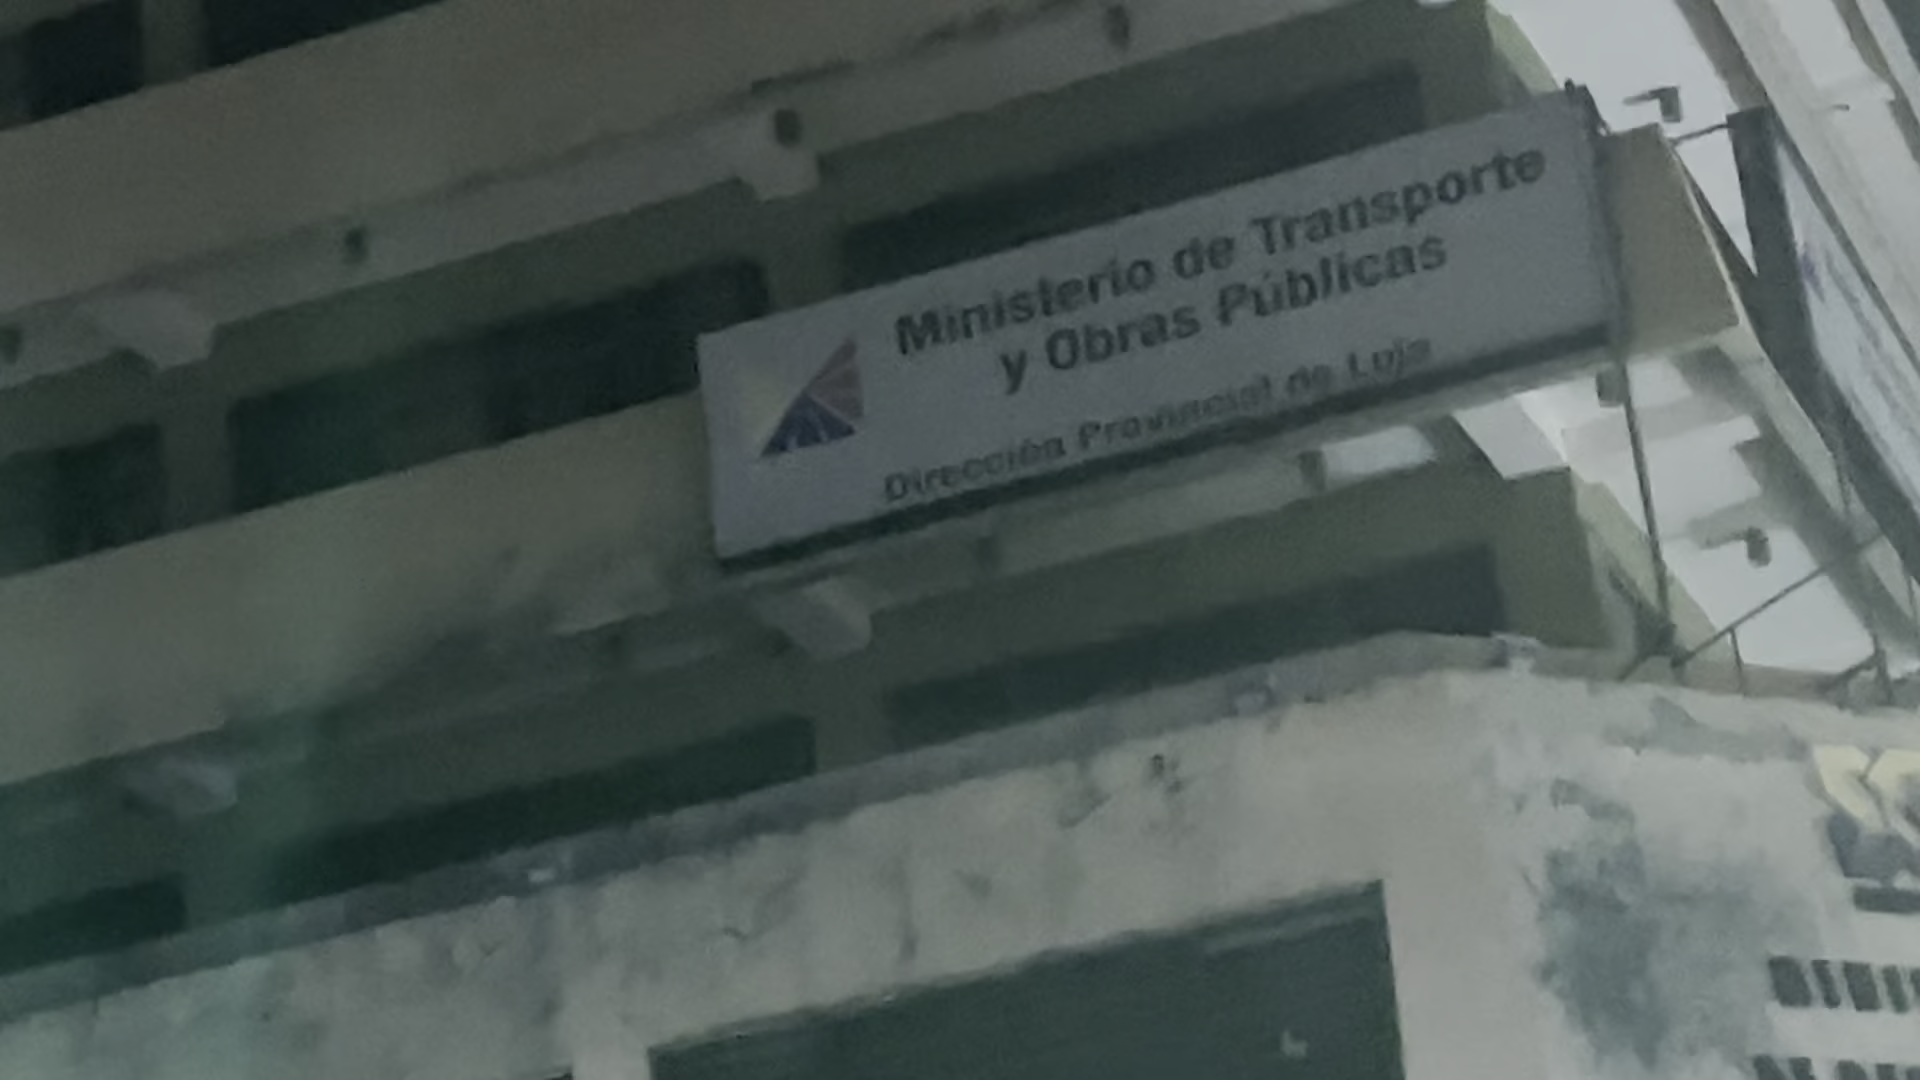 Ministerio de Transporte
y Obras Públicas
Dirección Provincial de Loja